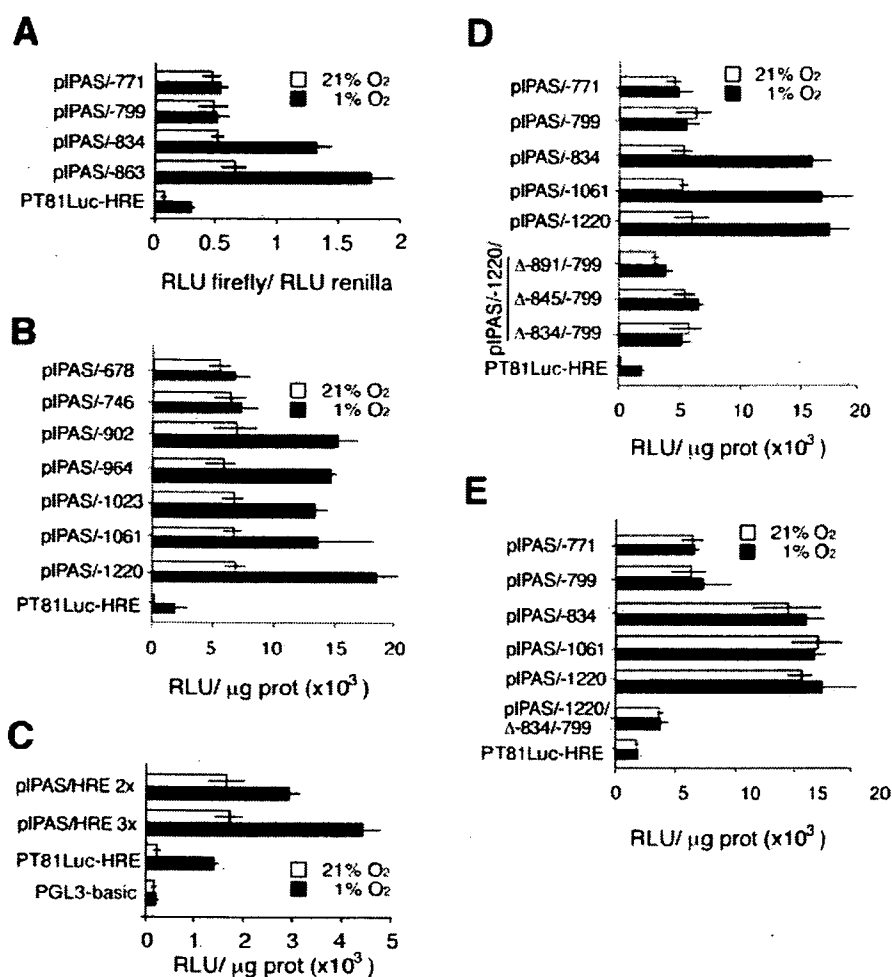 A
21% O₂
1% O₂
pIPAS/-771
pIPAS/-799
pIPAS/-834
pIPAS/-863
PT81Luc-HRE
0 0.5 1 1.5 2
RLU firefly/ RLU renilla
B
21% O₂
1% O₂
pIPAS/-678
pIPAS/-746
pIPAS/-902
pIPAS/-964
pIPAS/-1023
pIPAS/-1061
pIPAS/-1220
PT81Luc-HRE
0 5 10 15 20
RLU/ μg prot (x10³)
C
pIPAS/HRE 2x
pIPAS/HRE 3x
PT81Luc-HRE
PGL3-basic
21% O₂
1% O₂
0 1 2 3 4 5
RLU/ μg prot (x10³)
D
21% O₂
1% O₂
pIPAS/-771
pIPAS/-799
pIPAS/-834
pIPAS/-1061
pIPAS/-1220
pIPAS/-1220/
Δ-891/-799
Δ-845/-799
Δ-834/-799
PT81Luc-HRE
0 5 10 15 20
RLU/ μg prot (x10³)
E
21% O₂
1% O₂
pIPAS/-771
pIPAS/-799
pIPAS/-834
pIPAS/-1061
pIPAS/-1220
pIPAS/-1220/
Δ-834/-799
PT81Luc-HRE
0 5 10 15 20
RLU/ μg prot (x10³)